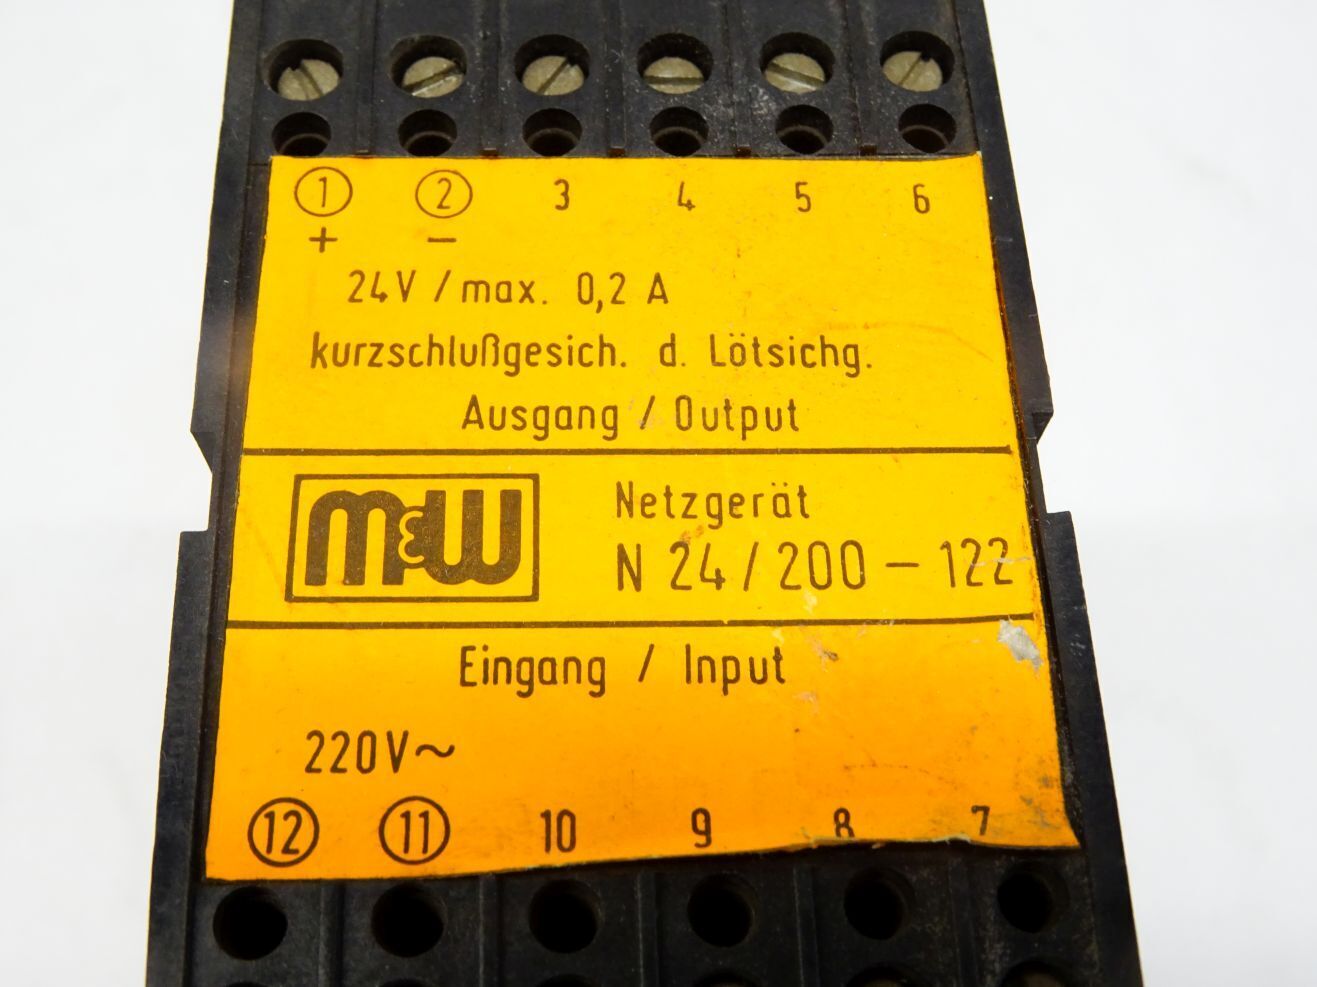 1 2 3 4 5 6
+ −
24V / max. 0,2 A
kurzschlußgesich. d. Lötsichg.
Ausgang / Output
m&w
Netzgerät
N 24 / 200 – 122
Eingang / Input
220V~
12 11 10 9 8 7